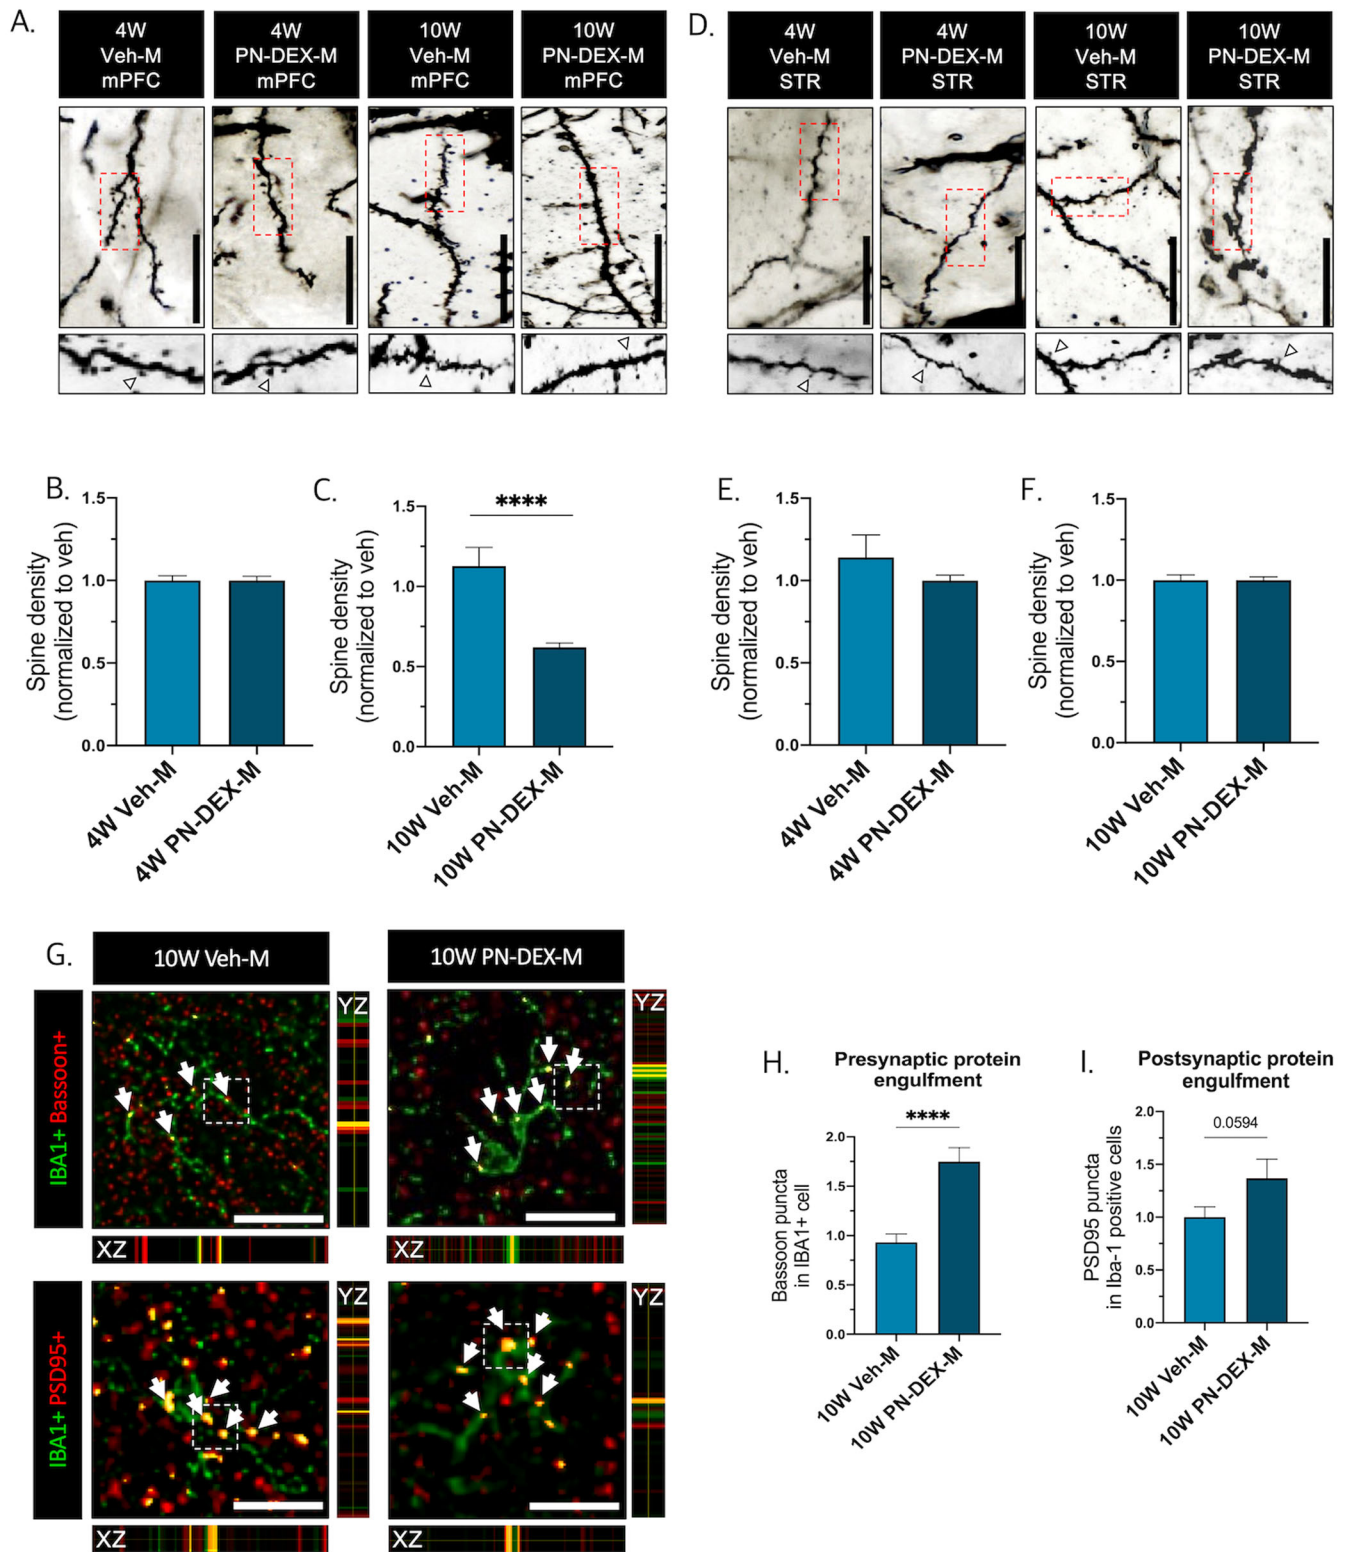 A.
4W
Veh-M
mPFC
4W
PN-DEX-M
mPFC
10W
Veh-M
mPFC
10W
PN-DEX-M
mPFC
D.
4W
Veh-M
STR
4W
PN-DEX-M
STR
10W
Veh-M
STR
10W
PN-DEX-M
STR
B.
Spine density
(normalized to veh)
1.5
1.0
0.5
0.0
4W Veh-M
4W PN-DEX-M
C.
Spine density
(normalized to veh)
1.5
1.0
0.5
0.0
****
10W Veh-M
10W PN-DEX-M
E.
Spine density
(normalized to veh)
1.5
1.0
0.5
0.0
4W Veh-M
4W PN-DEX-M
F.
Spine density
(normalized to veh)
1.5
1.0
0.5
0.0
10W Veh-M
10W PN-DEX-M
G.
10W Veh-M
10W PN-DEX-M
IBA1+ Bassoon+
YZ
YZ
XZ
XZ
IBA1+ PSD95+
YZ
YZ
XZ
XZ
H.
Presynaptic protein
engulfment
****
Bassoon puncta
in IBA1+ cell
2.0
1.5
1.0
0.5
0.0
10W Veh-M
10W PN-DEX-M
I.
Postsynaptic protein
engulfment
0.0594
PSD95 puncta
in Iba-1 positive cells
2.0
1.5
1.0
0.5
0.0
10W Veh-M
10W PN-DEX-M